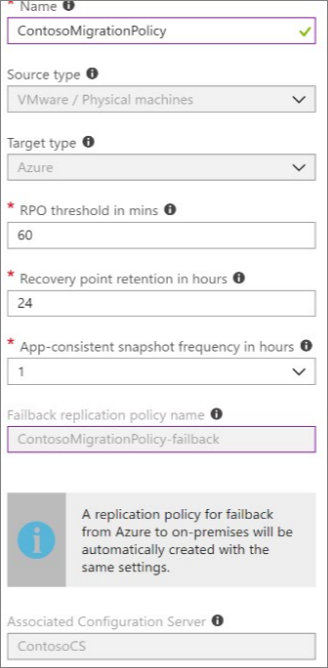 * Name
ContosoMigrationPolicy
Source type
VMware / Physical machines
Target type
Azure
* RPO threshold in mins
60
* Recovery point retention in hours
24
* App-consistent snapshot frequency in hours
1
Failback replication policy name
ContosoMigrationPolicy-failback
A replication policy for failback
from Azure to on-premises will be
automatically created with the
same settings.
Associated Configuration Server
ContosoCS